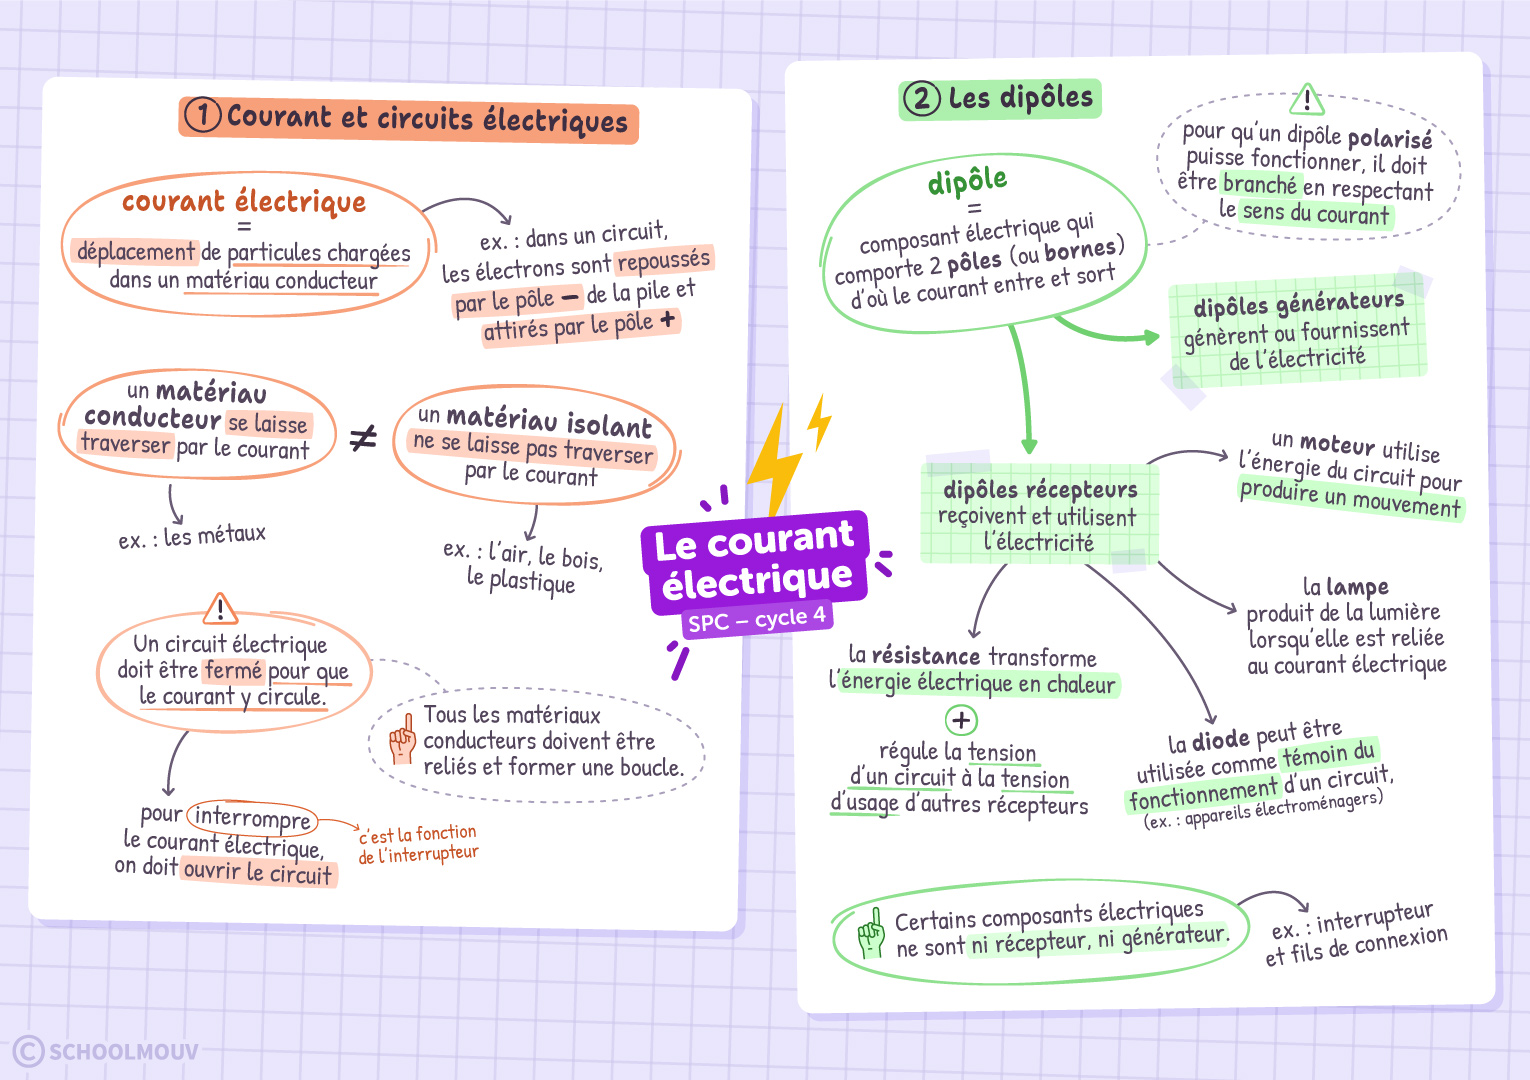 1 Courant et circuits électriques
courant électrique
=
déplacement de particules chargées
dans un matériau conducteur
ex. : dans un circuit,
les électrons sont repoussés
par le pôle – de la pile et
attirés par le pôle +
un matériau
conducteur se laisse
traverser par le courant
≠
un matériau isolant
ne se laisse pas traverser
par le courant
ex. : les métaux
ex. : l'air, le bois,
le plastique
!
Un circuit électrique
doit être fermé pour que
le courant y circule.
Tous les matériaux
conducteurs doivent être
reliés et former une boucle.
pour interrompre
le courant électrique,
on doit ouvrir le circuit
c'est la fonction
de l'interrupteur
Le courant
électrique
SPC – cycle 4
2 Les dipôles
dipôle
=
composant électrique qui
comporte 2 pôles (ou bornes)
d'où le courant entre et sort
!
pour qu'un dipôle polarisé
puisse fonctionner, il doit
être branché en respectant
le sens du courant
dipôles générateurs
génèrent ou fournissent
de l'électricité
dipôles récepteurs
reçoivent et utilisent
l'électricité
un moteur utilise
l'énergie du circuit pour
produire un mouvement
la lampe
produit de la lumière
lorsqu'elle est reliée
au courant électrique
la résistance transforme
l'énergie électrique en chaleur
+
régule la tension
d'un circuit à la tension
d'usage d'autres récepteurs
la diode peut être
utilisée comme témoin du
fonctionnement d'un circuit,
(ex. : appareils électroménagers)
Certains composants électriques
ne sont ni récepteur, ni générateur.
ex. : interrupteur
et fils de connexion
© SCHOOLMOUV